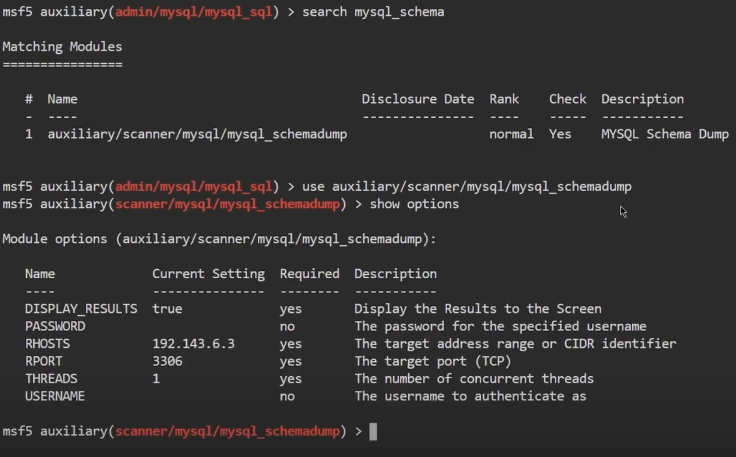 msf5 auxiliary(admin/mysql/mysql_sql) > search mysql_schema
Matching Modules
================
#  Name                                    Disclosure Date  Rank    Check  Description
-  ----                                    ---------------  ----    -----  -----------
1  auxiliary/scanner/mysql/mysql_schemadump                   normal  Yes    MYSQL Schema Dump
msf5 auxiliary(admin/mysql/mysql_sql) > use auxiliary/scanner/mysql/mysql_schemadump
msf5 auxiliary(scanner/mysql/mysql_schemadump) > show options
Module options (auxiliary/scanner/mysql/mysql_schemadump):
Name             Current Setting  Required  Description
----             ---------------  --------  -----------
DISPLAY_RESULTS  true             yes       Display the Results to the Screen
PASSWORD                          no        The password for the specified username
RHOSTS           192.143.6.3      yes       The target address range or CIDR identifier
RPORT            3306             yes       The target port (TCP)
THREADS          1                yes       The number of concurrent threads
USERNAME                          no        The username to authenticate as
msf5 auxiliary(scanner/mysql/mysql_schemadump) >